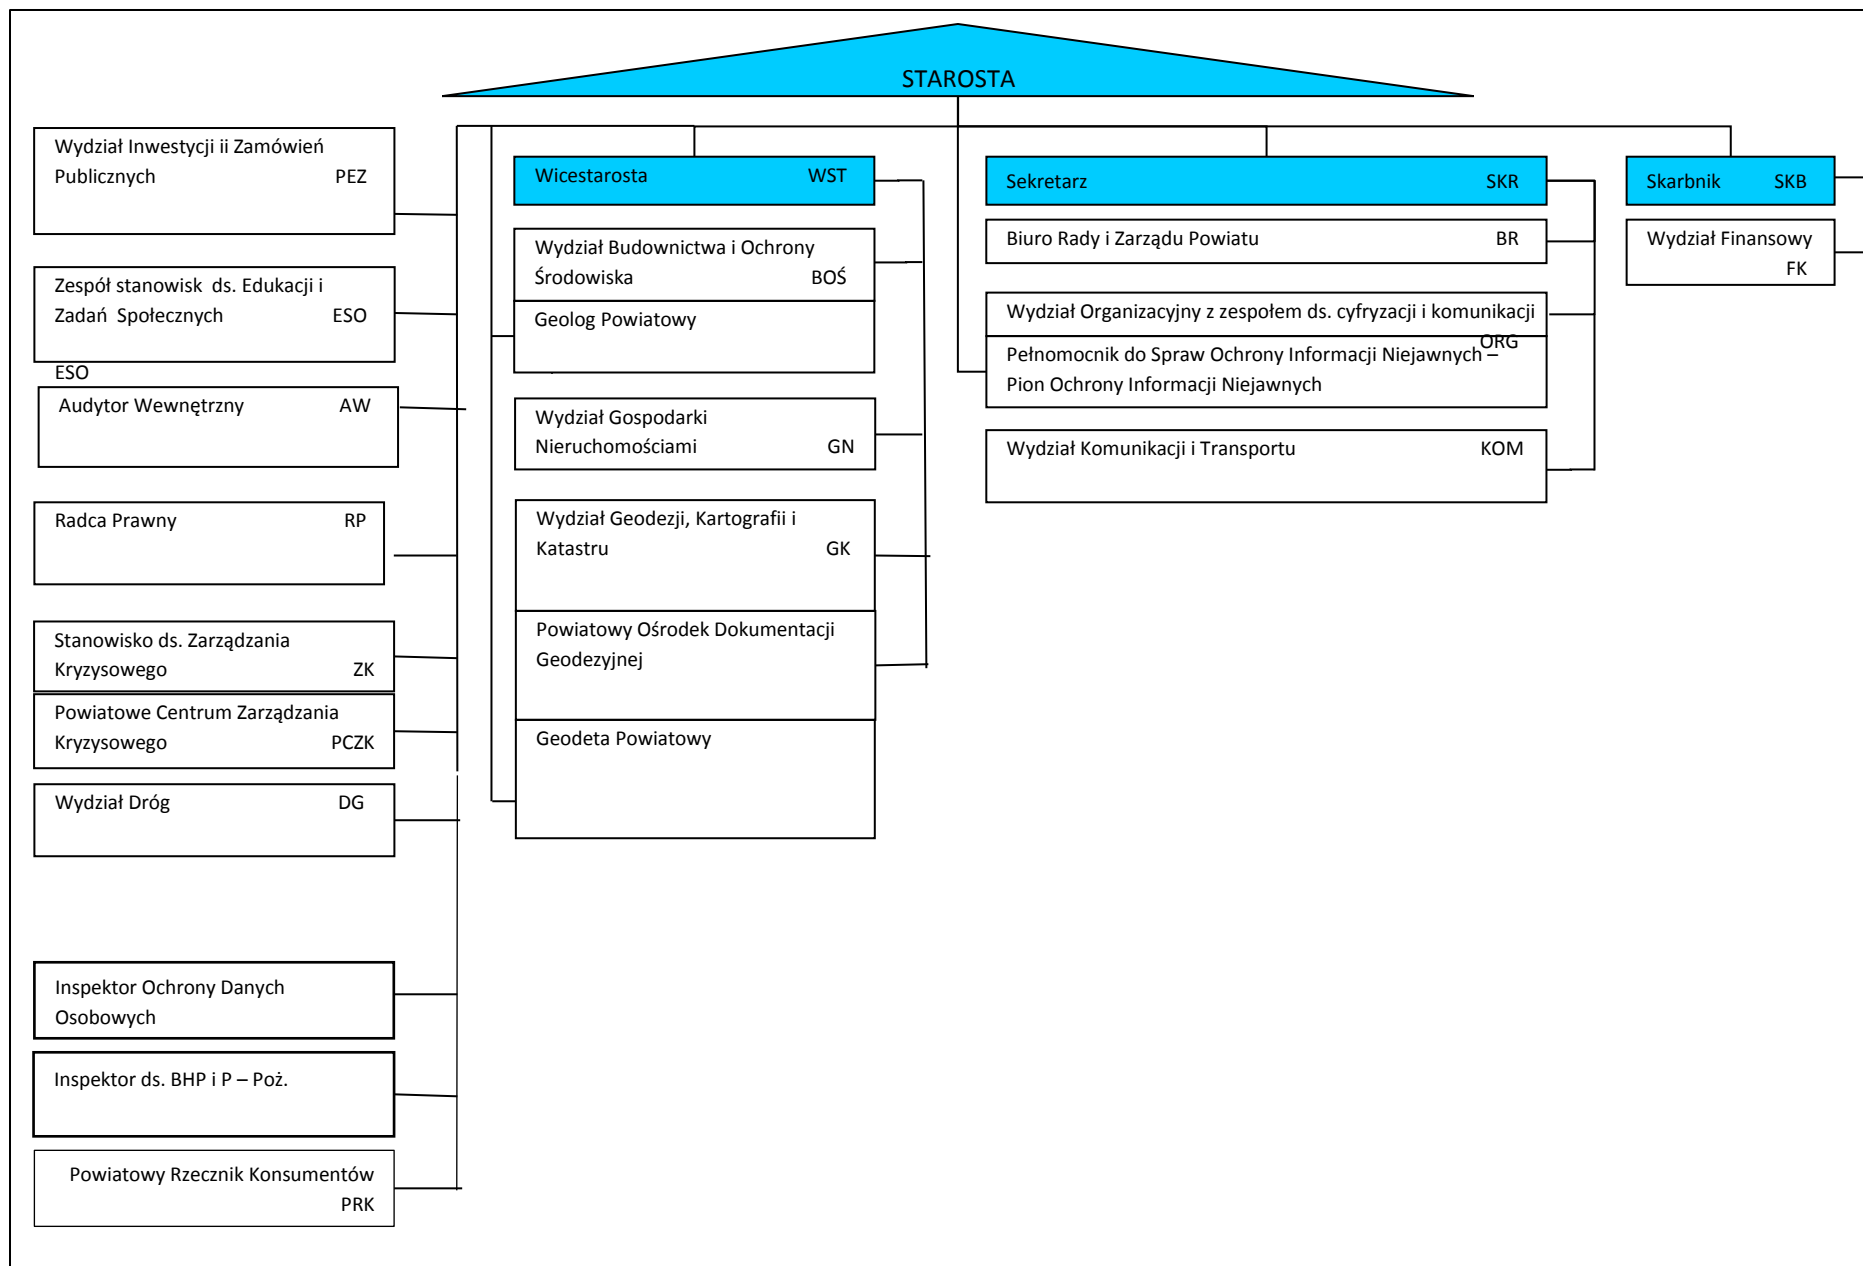 STAROSTA
Wydział Inwestycji ii Zamówień
Publicznych PEZ
Zespół stanowisk ds. Edukacji i
Zadań Społecznych ESO
ESO
Audytor Wewnętrzny AW
Radca Prawny RP
Stanowisko ds. Zarządzania
Kryzysowego ZK
Powiatowe Centrum Zarządzania
Kryzysowego PCZK
Wydział Dróg DG
Inspektor Ochrony Danych
Osobowych
Inspektor ds. BHP i P – Poż.
Powiatowy Rzecznik Konsumentów
PRK
Wicestarosta WST
Wydział Budownictwa i Ochrony
Środowiska BOŚ
Geolog Powiatowy
Wydział Gospodarki
Nieruchomościami GN
Wydział Geodezji, Kartografii i
Katastru GK
Powiatowy Ośrodek Dokumentacji
Geodezyjnej
Geodeta Powiatowy
Sekretarz SKR
Biuro Rady i Zarządu Powiatu BR
Wydział Organizacyjny z zespołem ds. cyfryzacji i komunikacji
ORG
Pełnomocnik do Spraw Ochrony Informacji Niejawnych –
Pion Ochrony Informacji Niejawnych
Wydział Komunikacji i Transportu KOM
Skarbnik SKB
Wydział Finansowy
FK